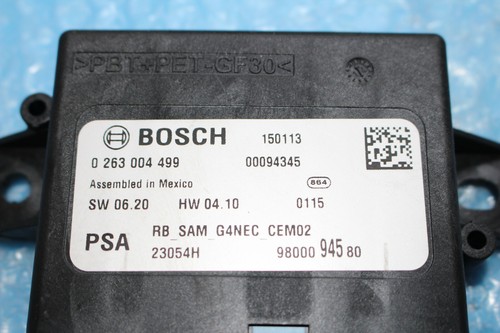 >PBT+PET-GF30<
BOSCH 150113
0 263 004 499 00094345
Assembled in Mexico 864
SW 06.20 HW 04.10 0115
PSA RB_SAM_G4NEC_CEM02
23054H 98000 945 80